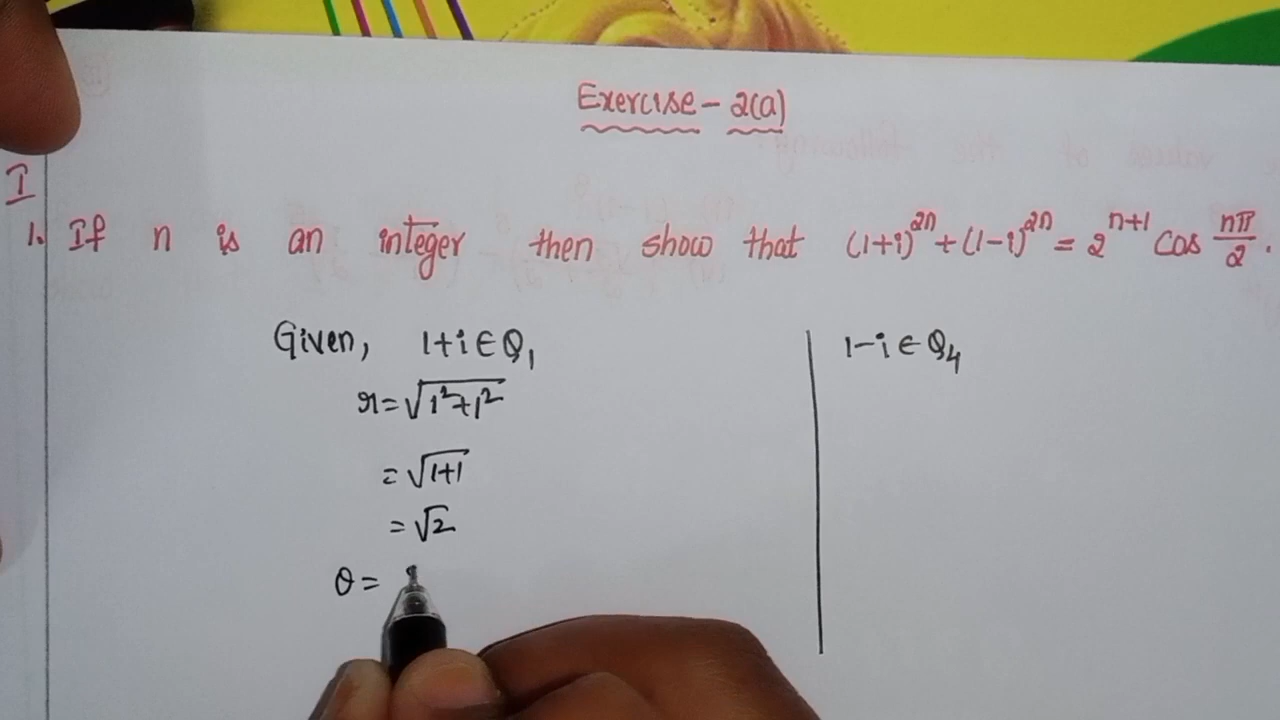 Exercise - 2(a)
I
1. If n is an integer then show that (1+i)^2n + (1-i)^2n = 2^n+1 cos nπ/2.
Given, 1+i ∈ Q₁
r = √1²+1²
= √1+1
= √2
θ =
1-i ∈ Q₄